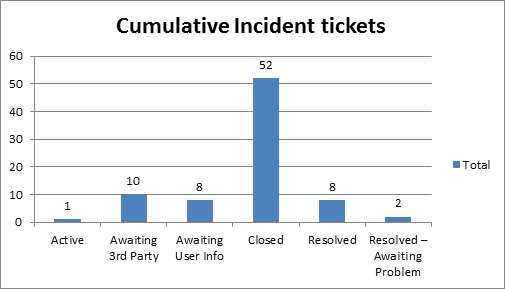 Cumulative Incident tickets
60
50
40
30
20
10
0
1
10
8
52
8
2
Active
Awaiting
3rd Party
Awaiting
User Info
Closed
Resolved
Resolved –
Awaiting
Problem
Total